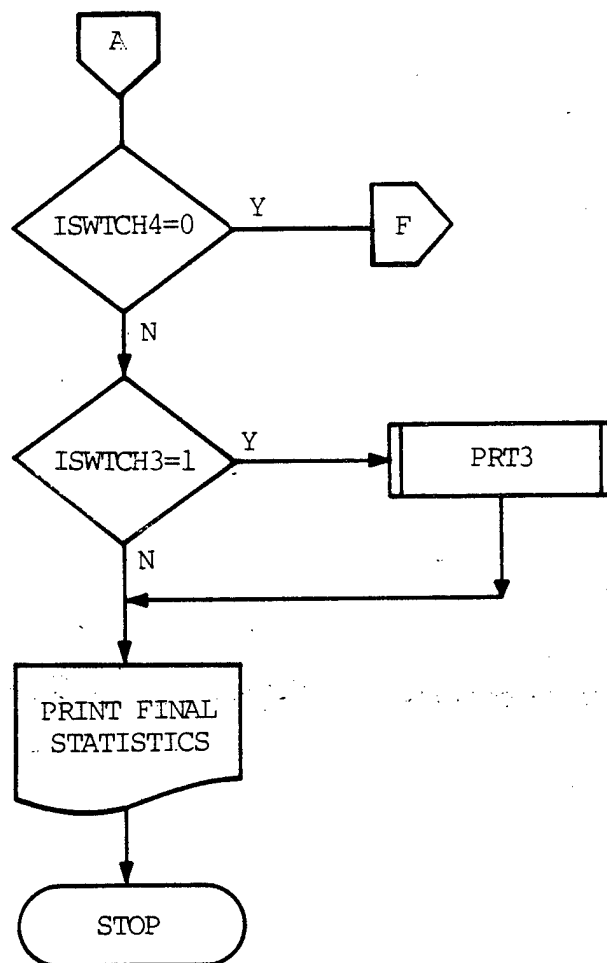 A
ISWTCH4=0
Y
F
N
ISWTCH3=1
Y
PRT3
N
PRINT FINAL
STATISTICS
STOP